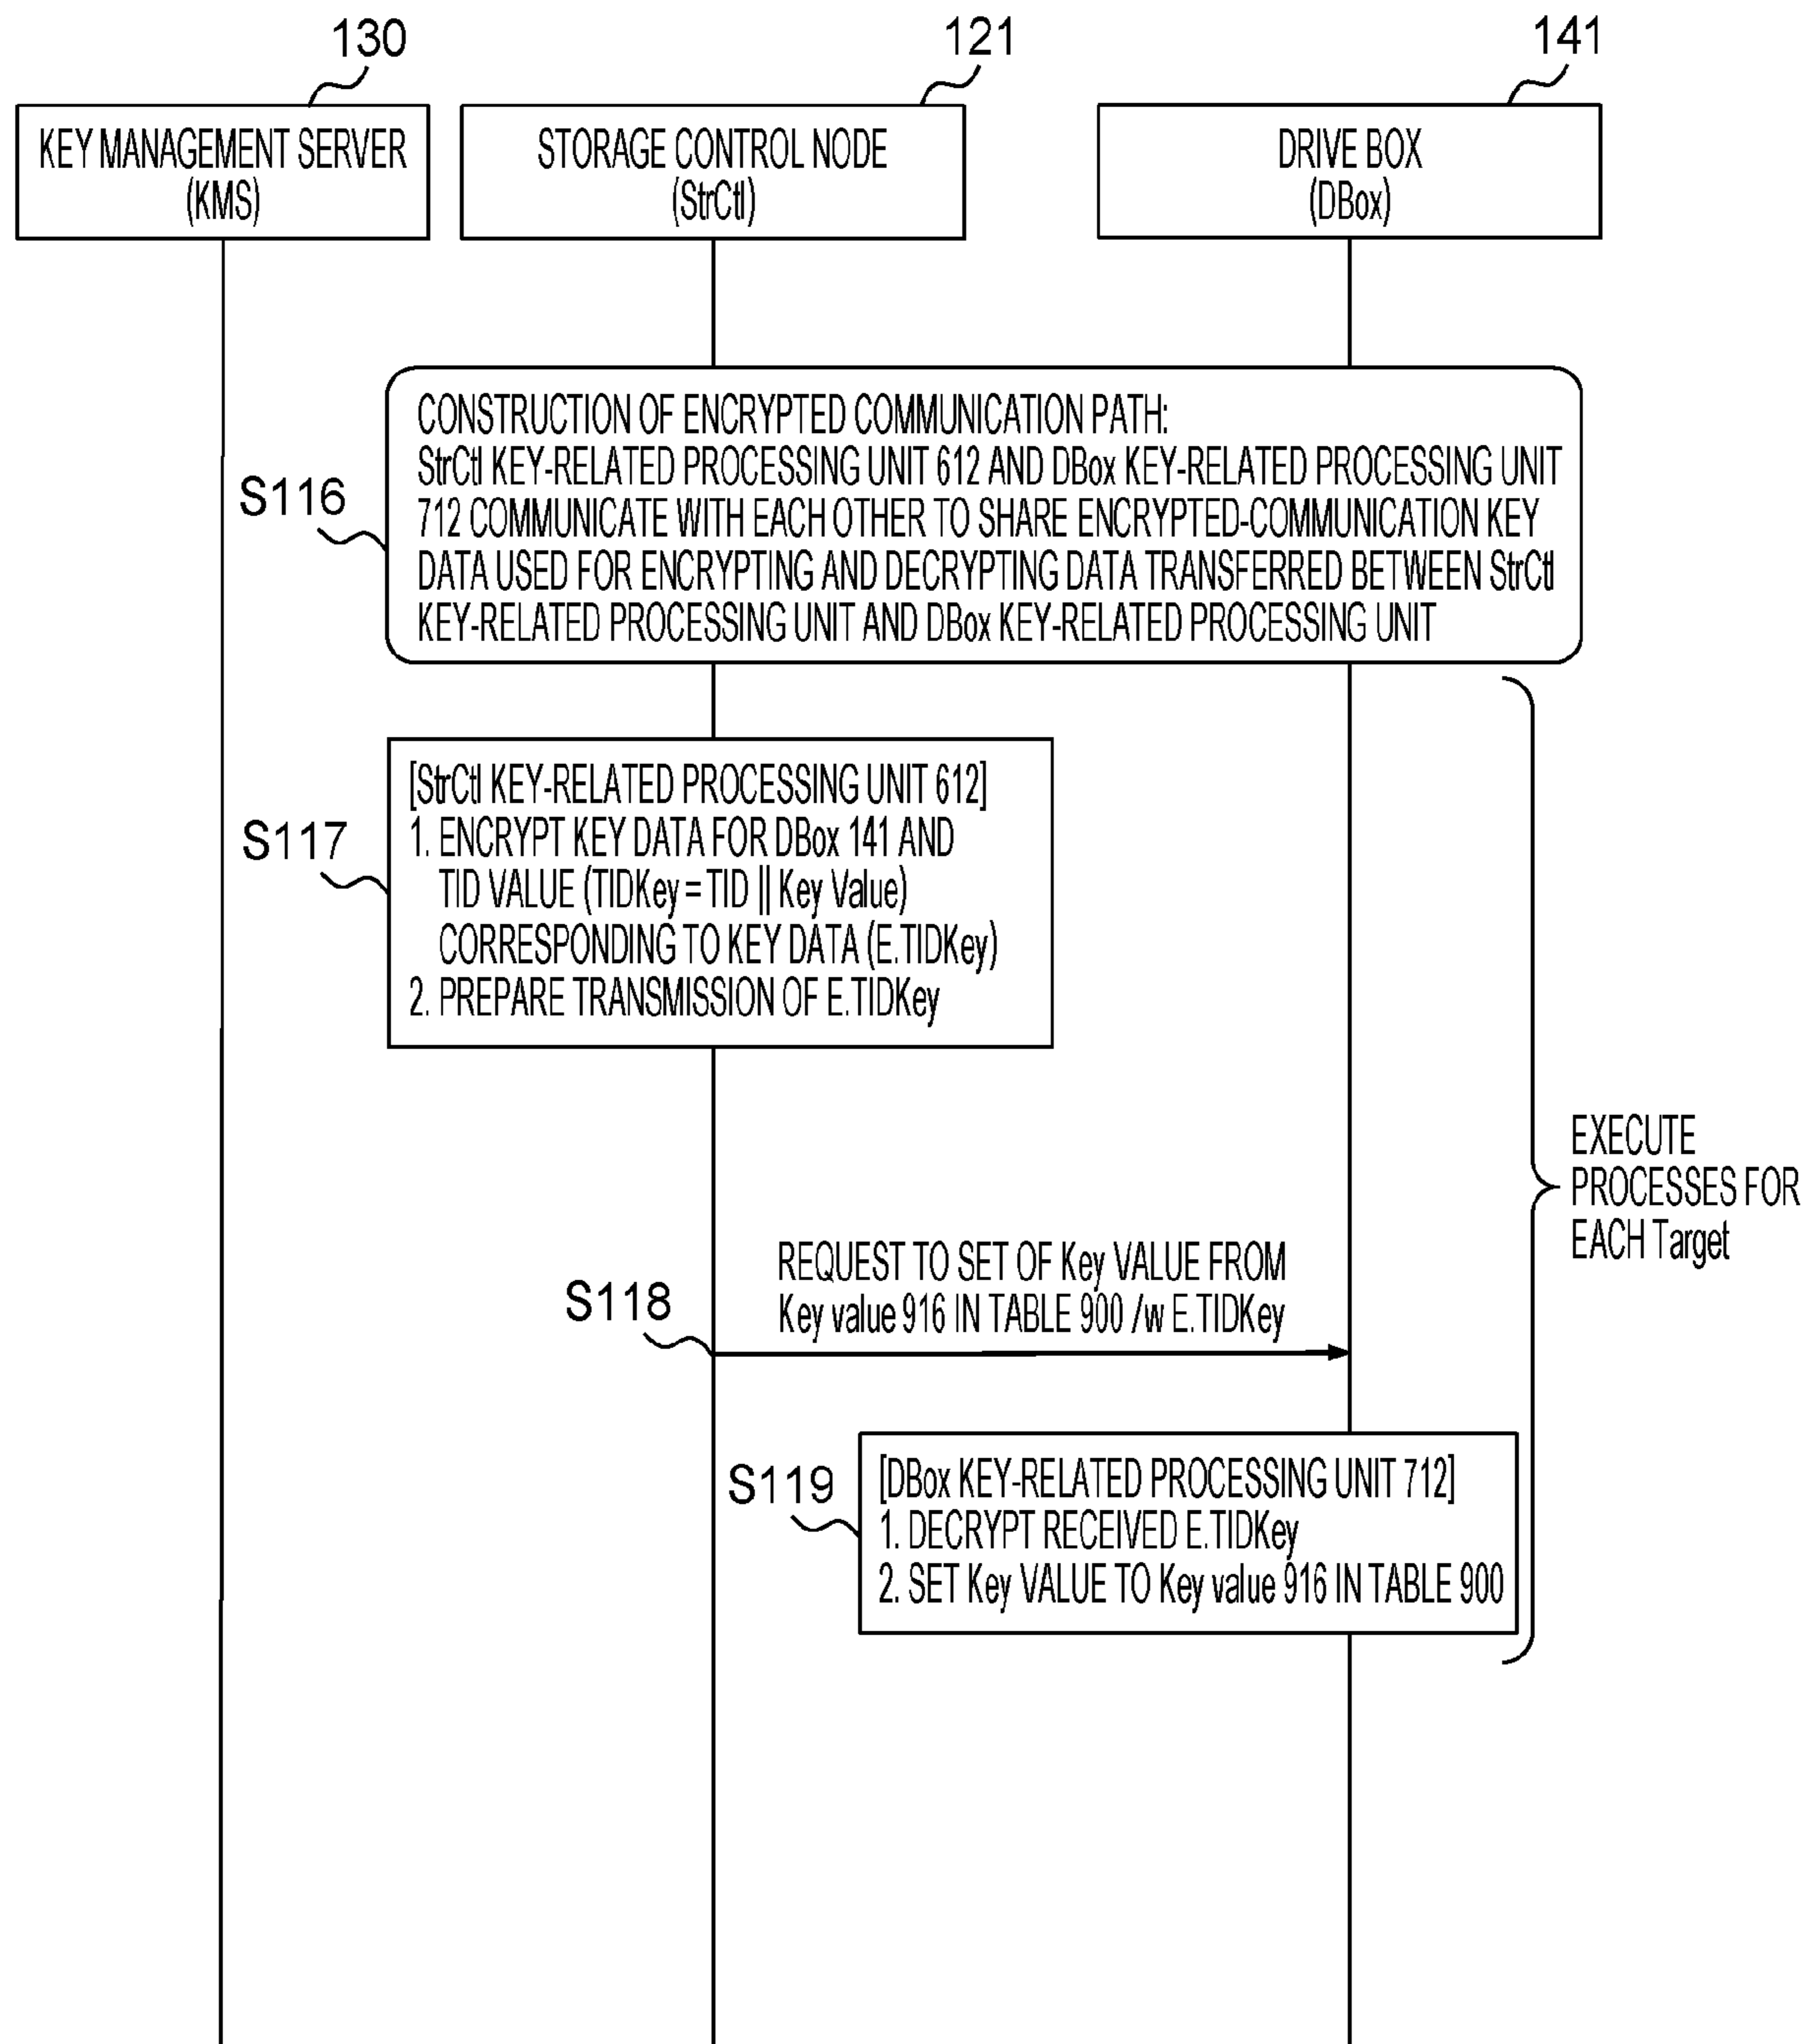 130
121
141
KEY MANAGEMENT SERVER
(KMS)
STORAGE CONTROL NODE
(StrCtl)
DRIVE BOX
(DBox)
S116
CONSTRUCTION OF ENCRYPTED COMMUNICATION PATH:
StrCtl KEY-RELATED PROCESSING UNIT 612 AND DBox KEY-RELATED PROCESSING UNIT
712 COMMUNICATE WITH EACH OTHER TO SHARE ENCRYPTED-COMMUNICATION KEY
DATA USED FOR ENCRYPTING AND DECRYPTING DATA TRANSFERRED BETWEEN StrCtl
KEY-RELATED PROCESSING UNIT AND DBox KEY-RELATED PROCESSING UNIT
S117
[StrCtl KEY-RELATED PROCESSING UNIT 612]
1. ENCRYPT KEY DATA FOR DBox 141 AND
TID VALUE (TIDKey = TID || Key Value)
CORRESPONDING TO KEY DATA (E.TIDKey)
2. PREPARE TRANSMISSION OF E.TIDKey
EXECUTE
PROCESSES FOR
EACH Target
S118
REQUEST TO SET OF Key VALUE FROM
Key value 916 IN TABLE 900 /w E.TIDKey
S119
[DBox KEY-RELATED PROCESSING UNIT 712]
1. DECRYPT RECEIVED E.TIDKey
2. SET Key VALUE TO Key value 916 IN TABLE 900